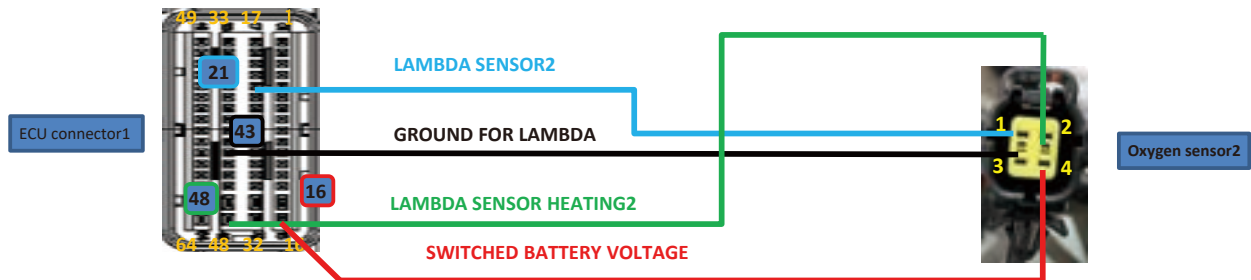 49 33 17 1
21
LAMBDA SENSOR2
1 2
ECU connector1
43
GROUND FOR LAMBDA
Oxygen sensor2
3 4
48
16
LAMBDA SENSOR HEATING2
64 48 32 16
SWITCHED BATTERY VOLTAGE